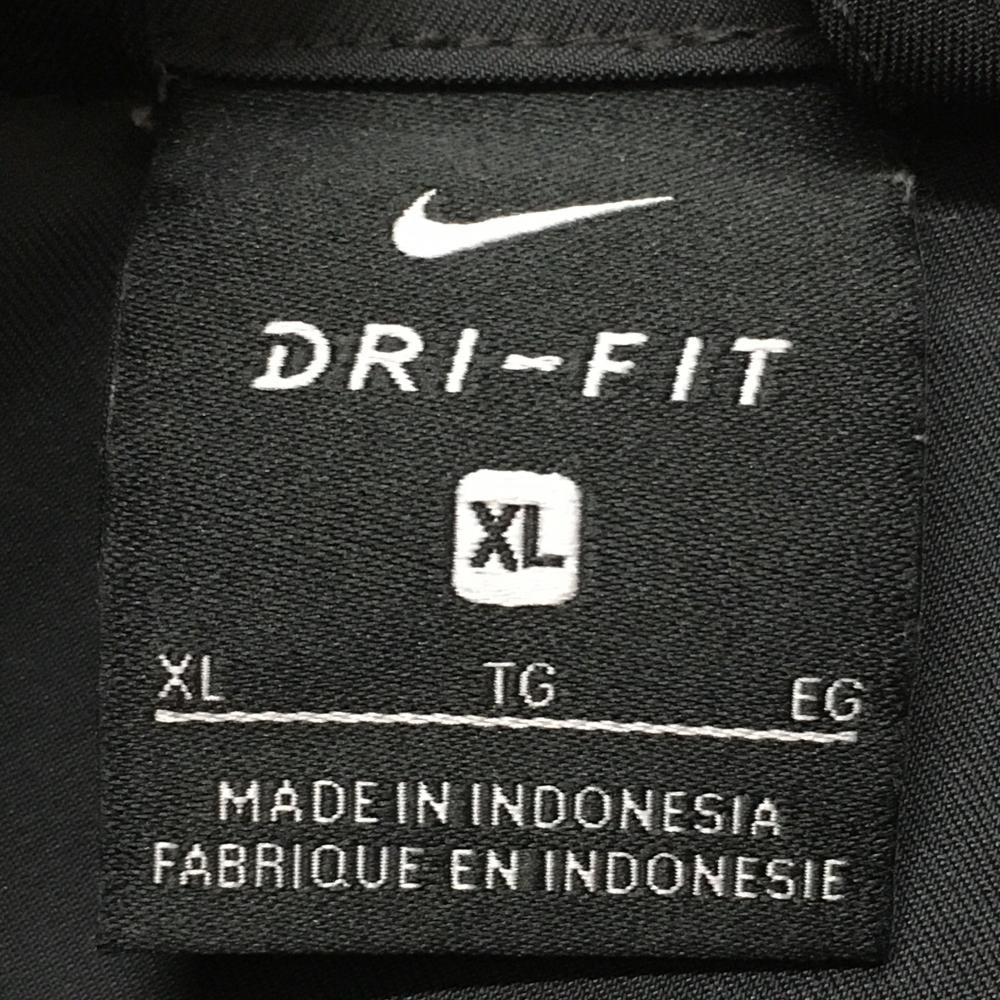 DRI-FIT
XL
XL TG EG
MADE IN INDONESIA
FABRIQUE EN INDONESIE